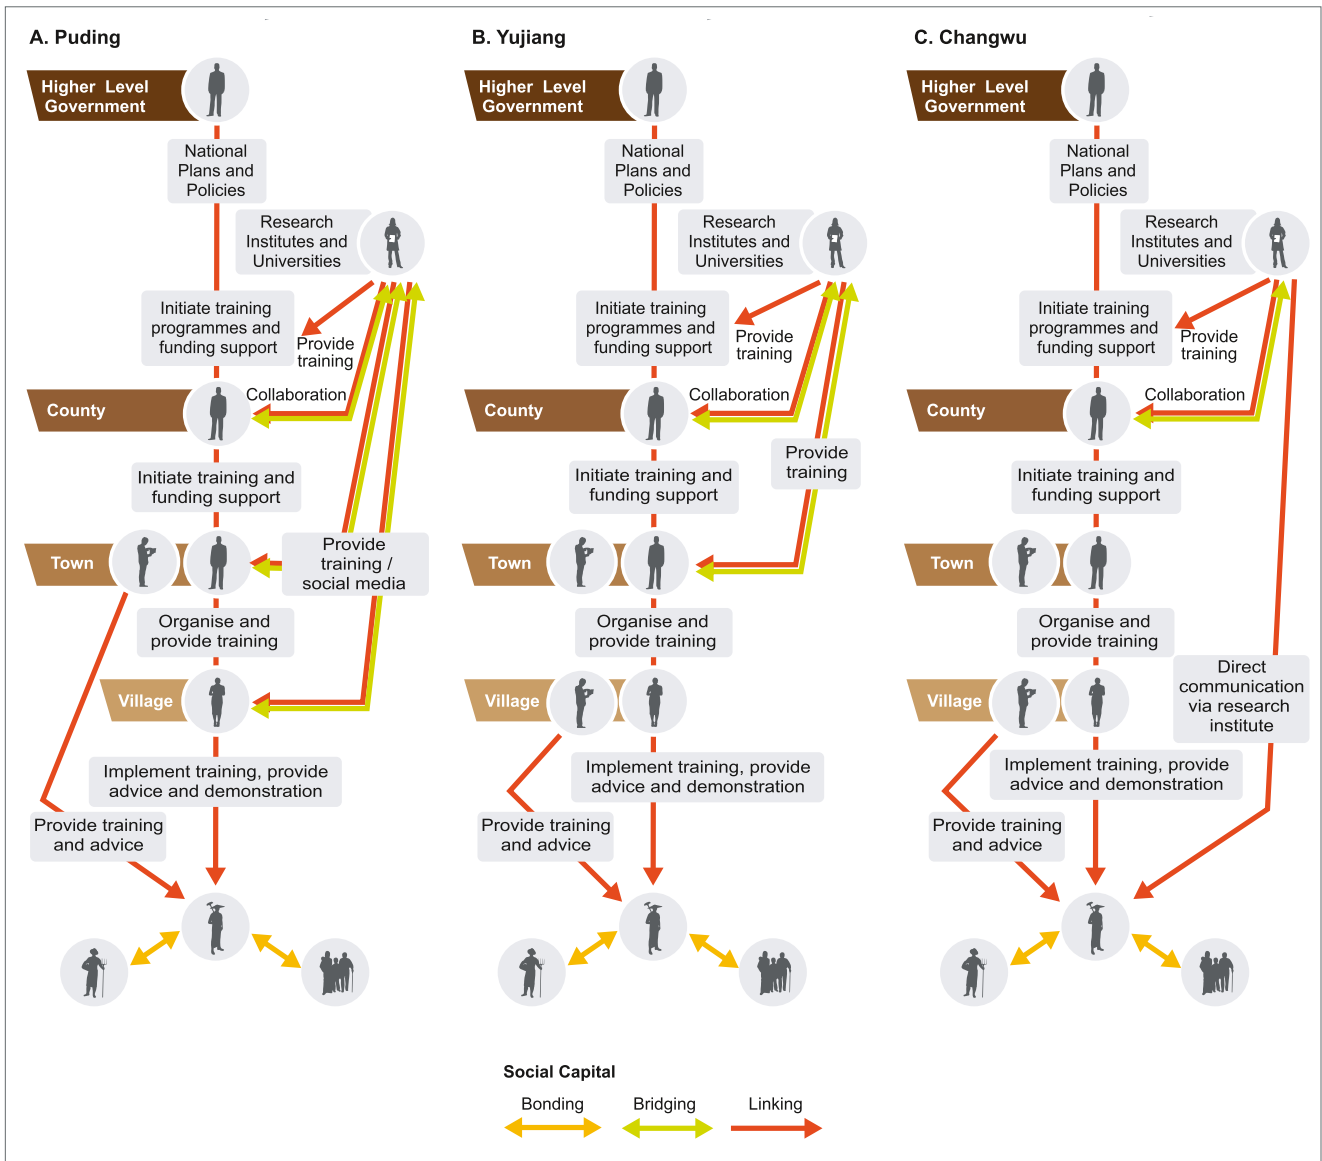 A. Puding
Higher Level
Government
National
Plans and
Policies
Research
Institutes and
Universities
Initiate training
programmes and
funding support
Provide
training
Collaboration
County
Initiate training and
funding support
Town
Provide
training /
social media
Organise and
provide training
Village
Implement training, provide
advice and demonstration
Provide training
and advice
B. Yujiang
Higher Level
Government
National
Plans and
Policies
Research
Institutes and
Universities
Initiate training
programmes and
funding support
Provide
training
Collaboration
County
Provide
training
Initiate training and
funding support
Town
Organise and
provide training
Village
Implement training, provide
advice and demonstration
Provide training
and advice
C. Changwu
Higher Level
Government
National
Plans and
Policies
Research
Institutes and
Universities
Initiate training
programmes and
funding support
Provide
training
Collaboration
County
Initiate training and
funding support
Town
Organise and
provide training
Direct
communication
via research
institute
Village
Implement training, provide
advice and demonstration
Provide training
and advice
Social Capital
Bonding
Bridging
Linking